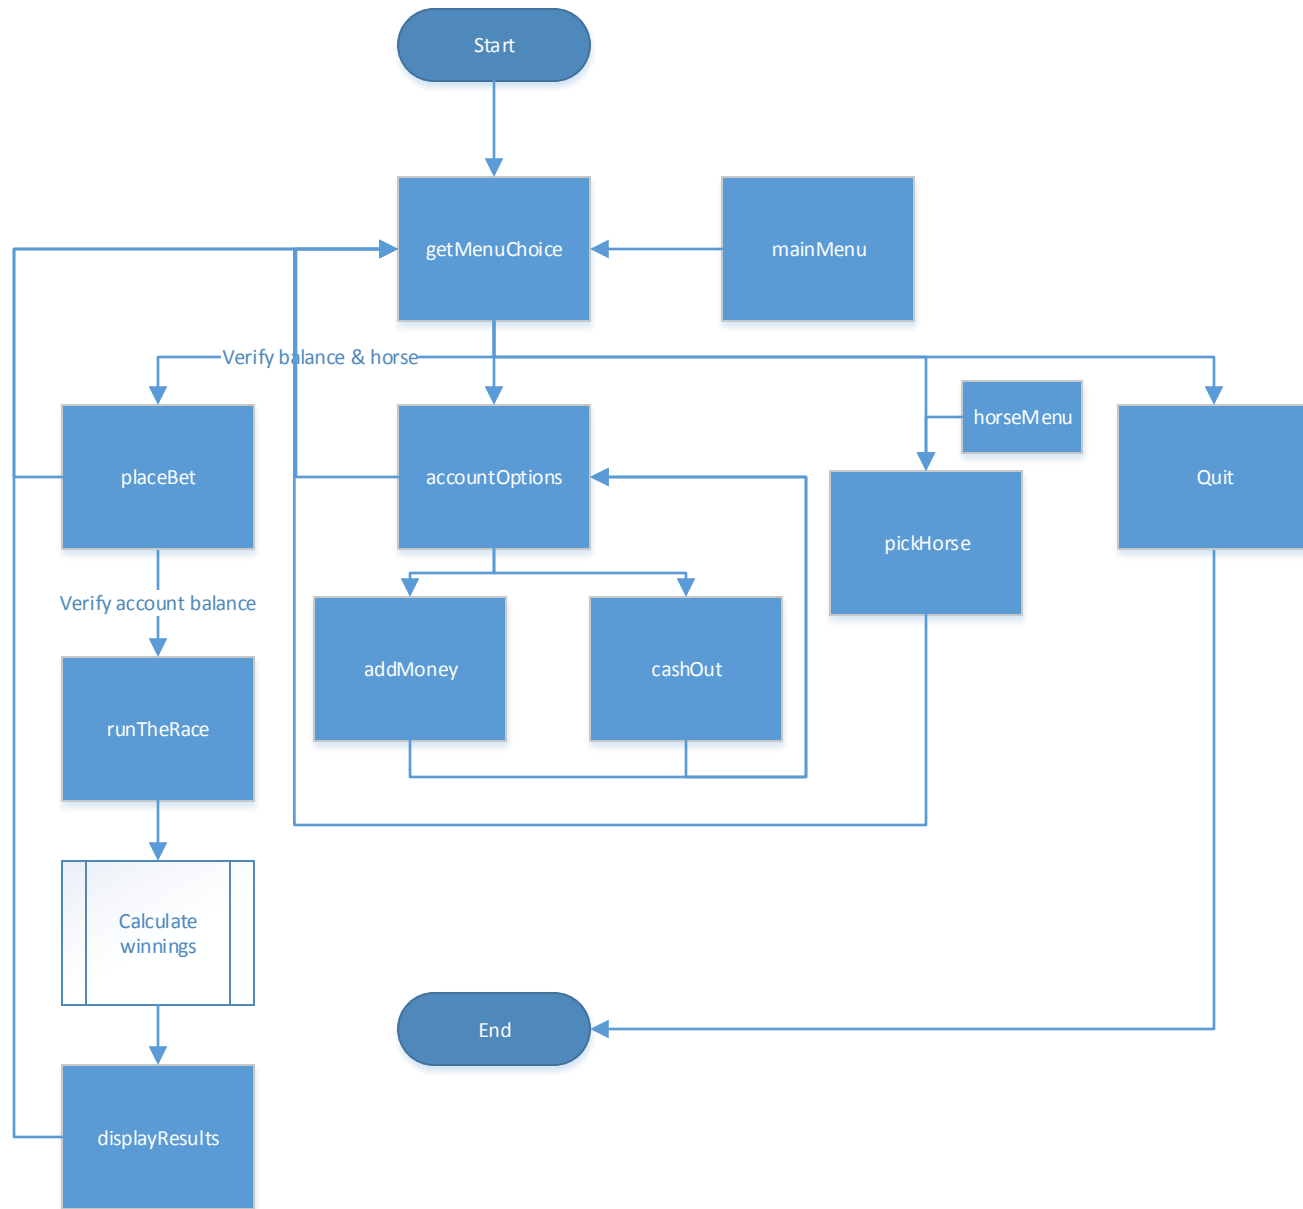 Start
getMenuChoice
mainMenu
Verify balance & horse
placeBet
accountOptions
horseMenu
Quit
pickHorse
Verify account balance
addMoney
cashOut
runTheRace
Calculate
winnings
End
displayResults